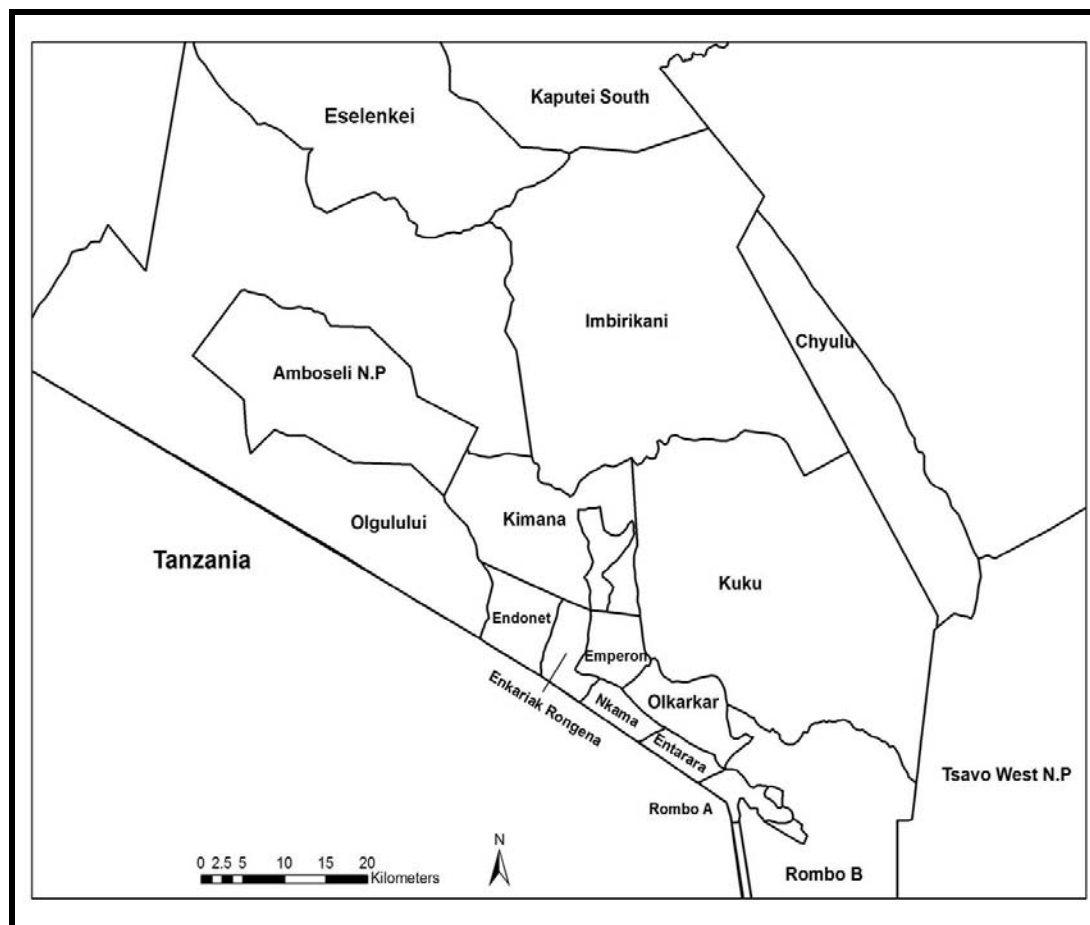 Kaputei South
Eselenkei
Imbirikani
Chyulu
Amboseli N.P
Olgulului
Kimana
Tanzania
Kuku
Endonet
Emperon
Enkariak Rongena
Nkama
Olkarkar
Entarara
Tsavo West N.P
Rombo A
Rombo B
N
0 2.5 5 10 15 20
Kilometers